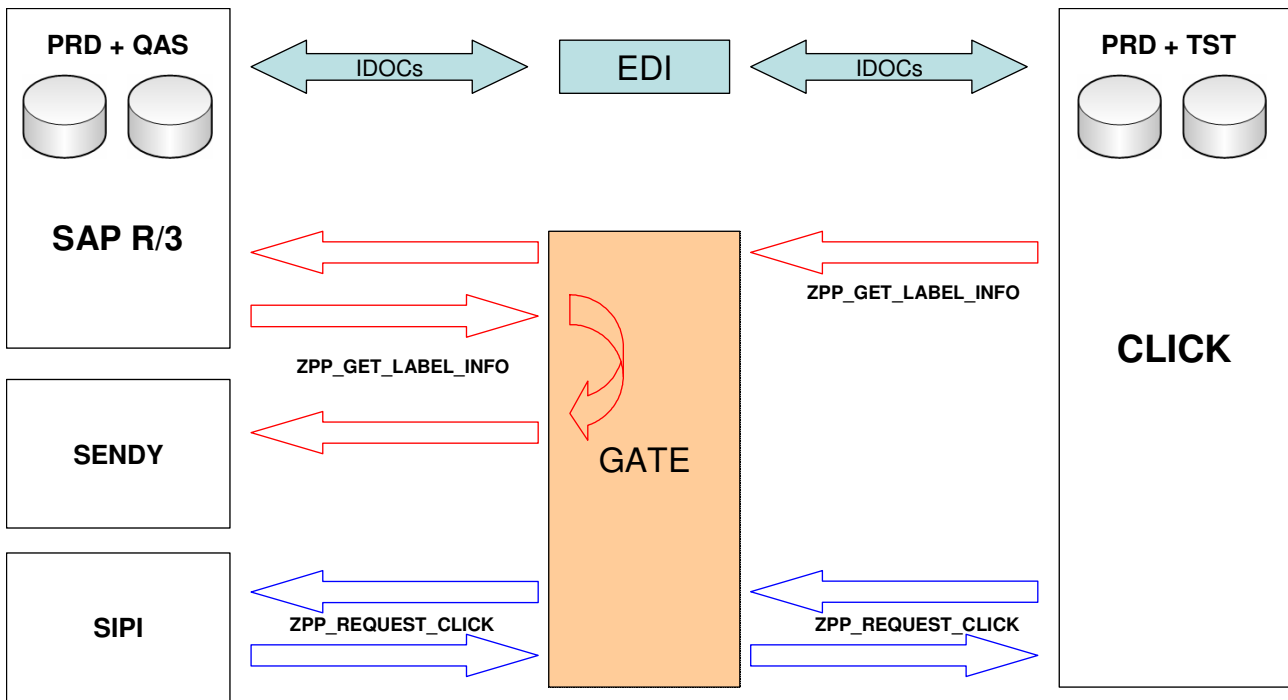 PRD + QAS
IDOCs
EDI
IDOCs
PRD + TST
SAP R/3
ZPP_GET_LABEL_INFO
CLICK
ZPP_GET_LABEL_INFO
SENDY
GATE
SIPI
ZPP_REQUEST_CLICK
ZPP_REQUEST_CLICK